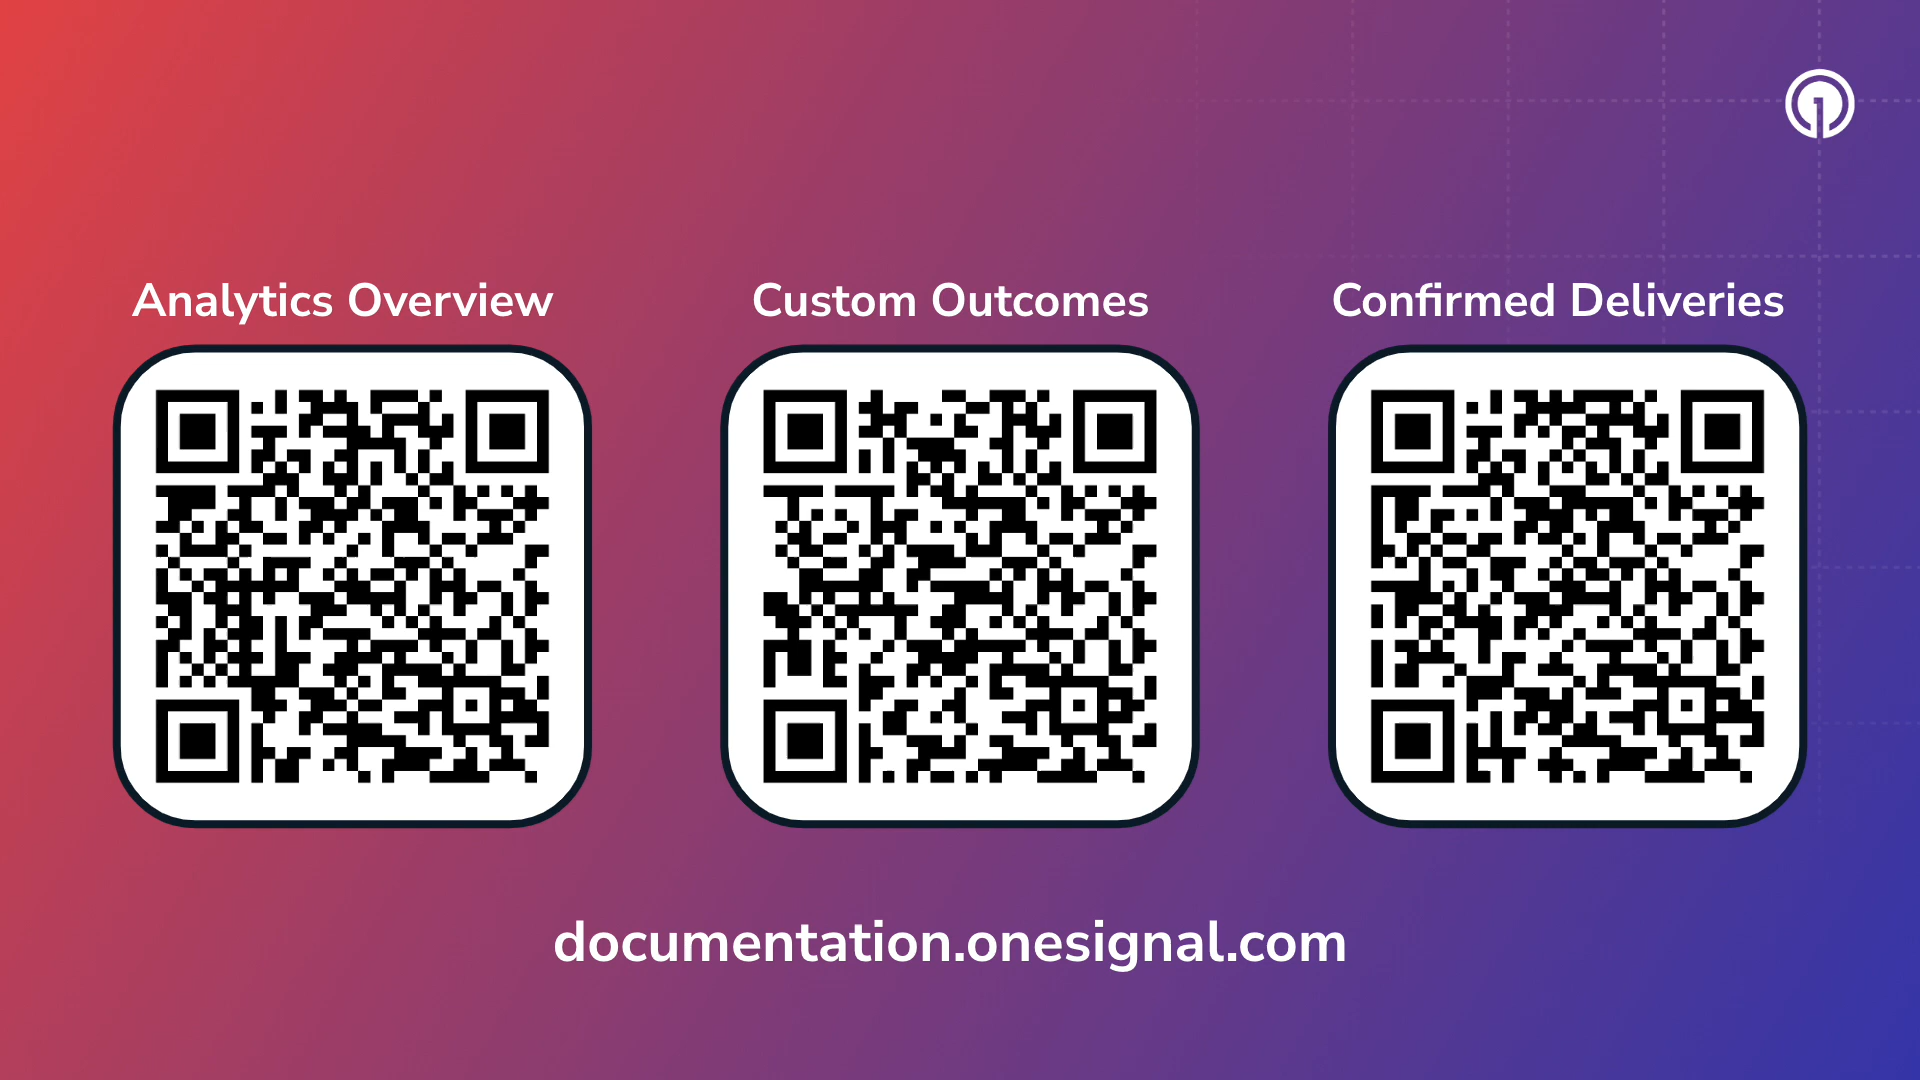 Analytics Overview
Custom Outcomes
Confirmed Deliveries
documentation.onesignal.com